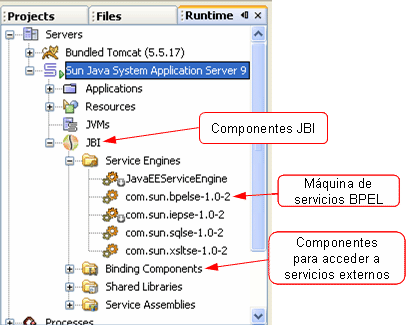 Projects
Files
Runtime
Servers
Bundled Tomcat (5.5.17)
Sun Java System Application Server 9
Applications
Resources
JVMs
JBI
Service Engines
JavaEEServiceEngine
com.sun.bpelse-1.0-2
com.sun.iepse-1.0-2
com.sun.sqlse-1.0-2
com.sun.xsltse-1.0-2
Binding Components
Shared Libraries
Service Assemblies
Processes
Componentes JBI
Máquina de
servicios BPEL
Componentes
para acceder a
servicios externos